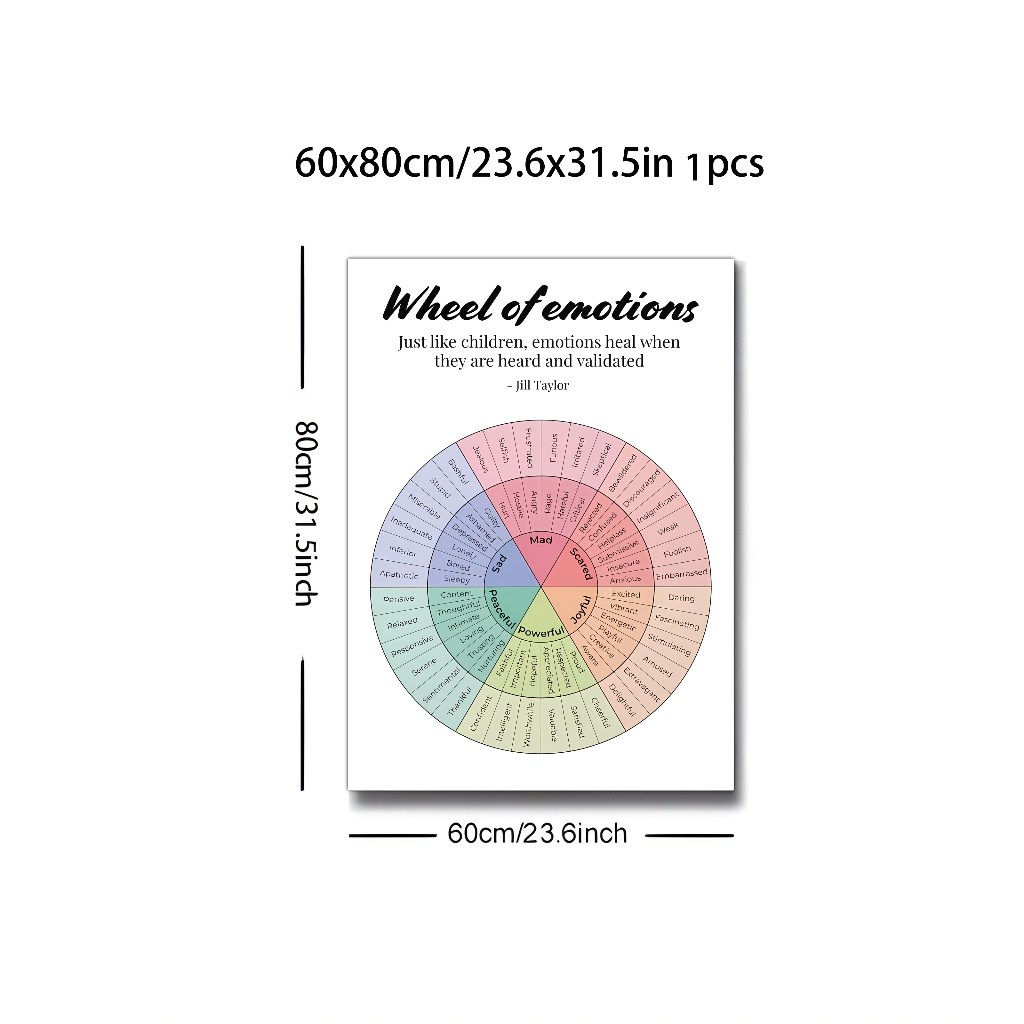 60x80cm/23.6x31.5in 1pcs
80cm/31.5inch
Wheel of emotions
Just like children, emotions heal when
they are heard and validated
- Jill Taylor
Mad
Hurt
Hostile
Angry
Rage
Hateful
Critical
Jealous
Selfish
Frustrated
Furious
Irritated
Skeptical
Scared
Rejected
Confused
Helpless
Submissive
Insecure
Anxious
Bewildered
Discouraged
Insignificant
Weak
Foolish
Embarrassed
Joyful
Excited
Vibrant
Energetic
Playful
Creative
Aware
Daring
Fascinating
Stimulating
Amused
Extravagant
Delightful
Powerful
Proud
Respected
Appreciated
Hopeful
Important
Faithful
Cheerful
Satisfied
Valuable
Worthwhile
Intelligent
Confident
Peaceful
Nurturing
Trusting
Loving
Intimate
Thoughtful
Content
Thankful
Sentimental
Serene
Responsive
Relaxed
Pensive
Sad
Sleepy
Bored
Lonely
Depressed
Ashamed
Guilty
Apathetic
Inferior
Inadequate
Miserable
Stupid
Bashful
60cm/23.6inch